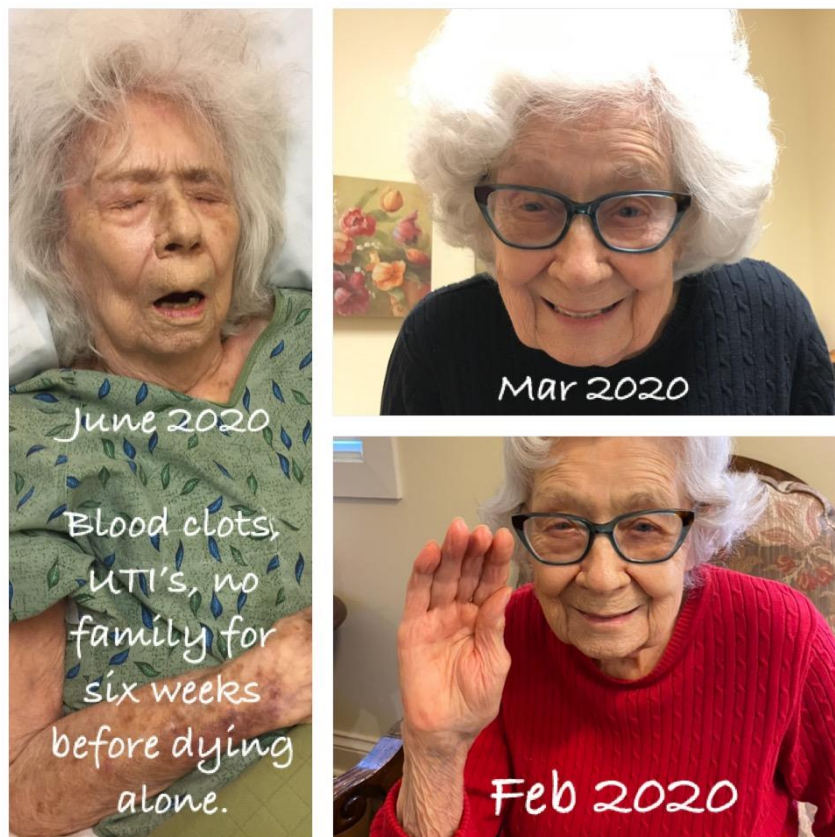 June 2020
Blood clots,
UTI's, no
family for
six weeks
before dying
alone.
Mar 2020
Feb 2020